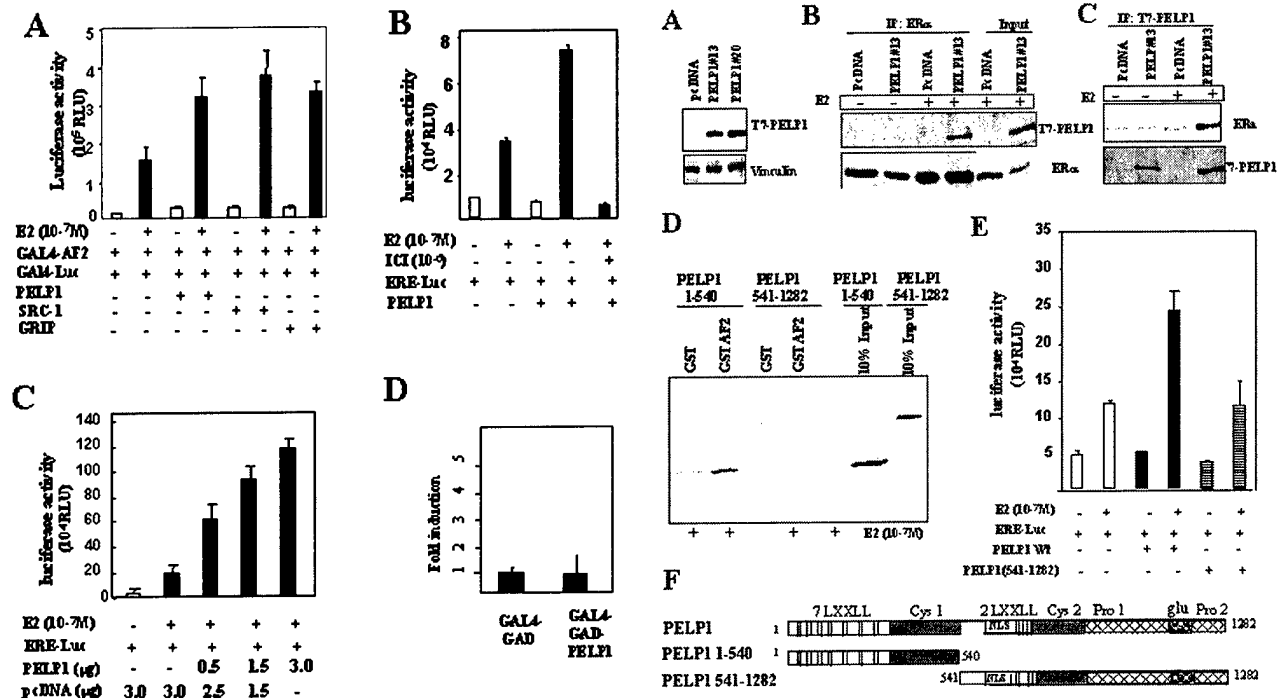 A
Luciferase activity
(10⁵ RLU)
5
4
3
2
1
0
E2 (10-⁷M) - + - + - + - +
GAL4-AF2 + + + + + + + +
GAl4-Luc + + + + + + + +
PELP1 - - + + - - - -
SRC-1 - - - - + + - -
GRIP - - - - - - + +
B
luciferase activity
(10⁴ RLU)
8
6
4
2
E2 (10-⁷M) - + - + +
ICI (10-⁶) - - - - +
ERE-Luc + + + + +
PELP1 - - + + +
C
luciferase activity
(10⁴RLU)
140
120
100
80
60
40
20
0
E2 (10-⁷M) - + + + +
ERE-Luc + + + + +
PELP1 (µg) - - 0.5 1.5 3.0
pcDNA (µg) 3.0 3.0 2.5 1.5 -
D
Fold induction
5
4
3
2
1
GAL4-GAD
GAL4-GAD-PELP1
A
pcDNA PELP1#13 PELP1#20
T7-PELP1
Vinculin
B
IP: ERα Input
PcDNA PELP1#13 PcDNA PELP1#13 PcDNA PELP1#13
E2 - - + + + +
T7-PELP1
ERα
C
IP: T7-PELP1
PcDNA PELP#13 PcDNA PELP1#13
E2 - - + +
ERα
T7-PELP1
D
PELP1 1-540 PELP1 541-1282 PELP1 1-540 PELP1 541-1282
GST GST AF2 GST GST AF2 10% Input 10% Input
+ + + + E2 (10-⁷M)
E
luciferase activity
(10⁴RLU)
35
30
25
20
15
10
5
E2 (10-⁷M) - + - + - +
ERE-Luc + + + + + +
PELP1 Wt - - + + - -
PELP1(541-1282) - - - - + +
F
7 LXXLL Cys 1 2 LXXLL Cys 2 Pro 1 glu Pro 2
PELP1 1 NLS 1282
PELP1 1-540 1 540
PELP1 541-1282 541 NLS 1282